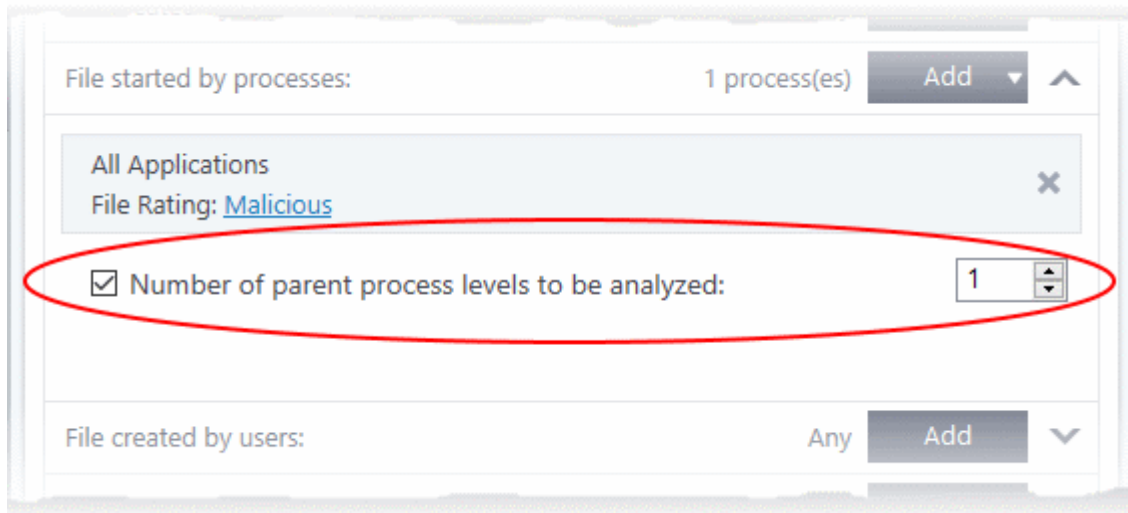 File started by processes: 1 process(es) Add
All Applications
File Rating: Malicious
Number of parent process levels to be analyzed: 1
File created by users: Any Add